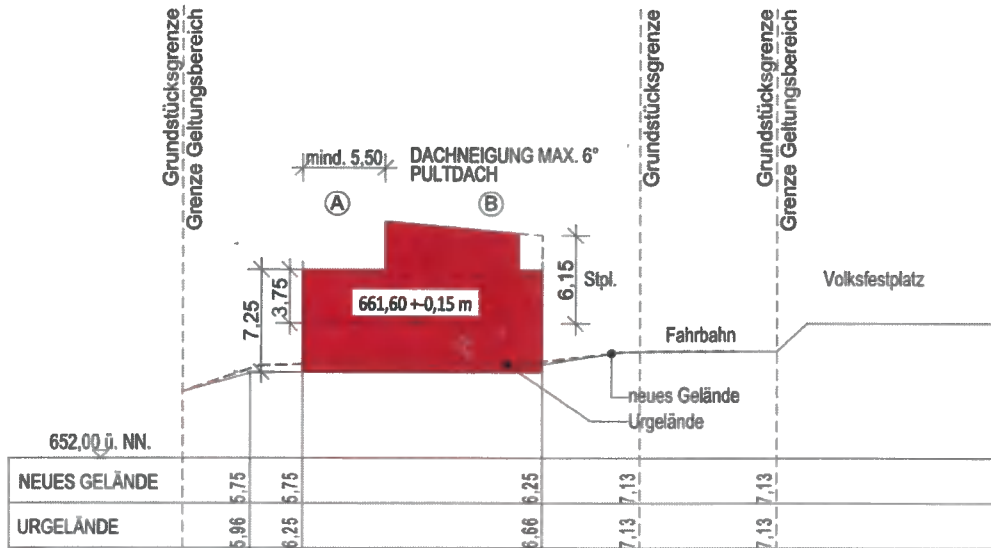 Grundstücksgrenze
Grenze Geltungsbereich
Grundstücksgrenze
Grundstücksgrenze
Grenze Geltungsbereich
mind. 5,50
DACHNEIGUNG MAX. 6°
PULTDACH
A
B
7,25
3,75
661,60 +-0,15 m
6,15
Stpl.
Volksfestplatz
Fahrbahn
neues Gelände
Urgelände
652,00 ü. NN.
NEUES GELÄNDE 5,75 5,75 6,25 7,13 7,13
URGELÄNDE 5,96 6,25 6,66 7,13 7,13